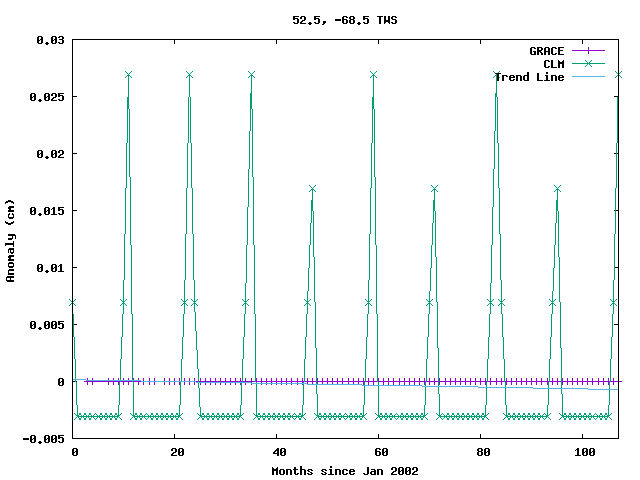 52.5, -68.5 TWS
GRACE
CLM
Trend Line
Anomaly (cm)
0.03
0.025
0.02
0.015
0.01
0.005
0
-0.005
0 20 40 60 80 100
Months since Jan 2002